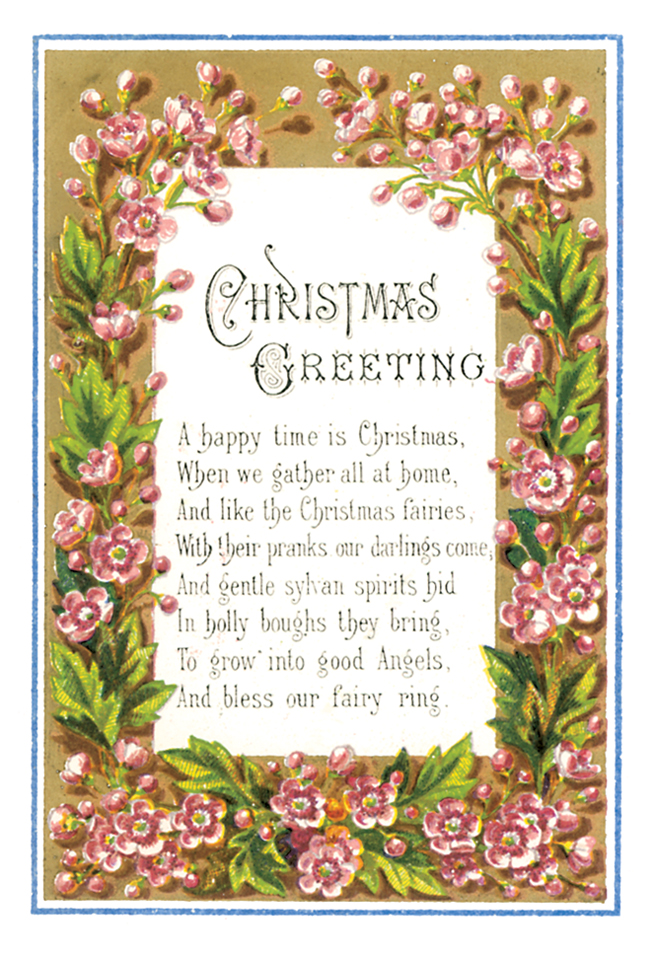 CHRISTMAS
GREETING
A happy time is Christmas,
When we gather all at home,
And like the Christmas fairies,
With their pranks our darlings come,
And gentle sylvan spirits hid
In holly boughs they bring,
To grow into good Angels,
And bless our fairy ring.